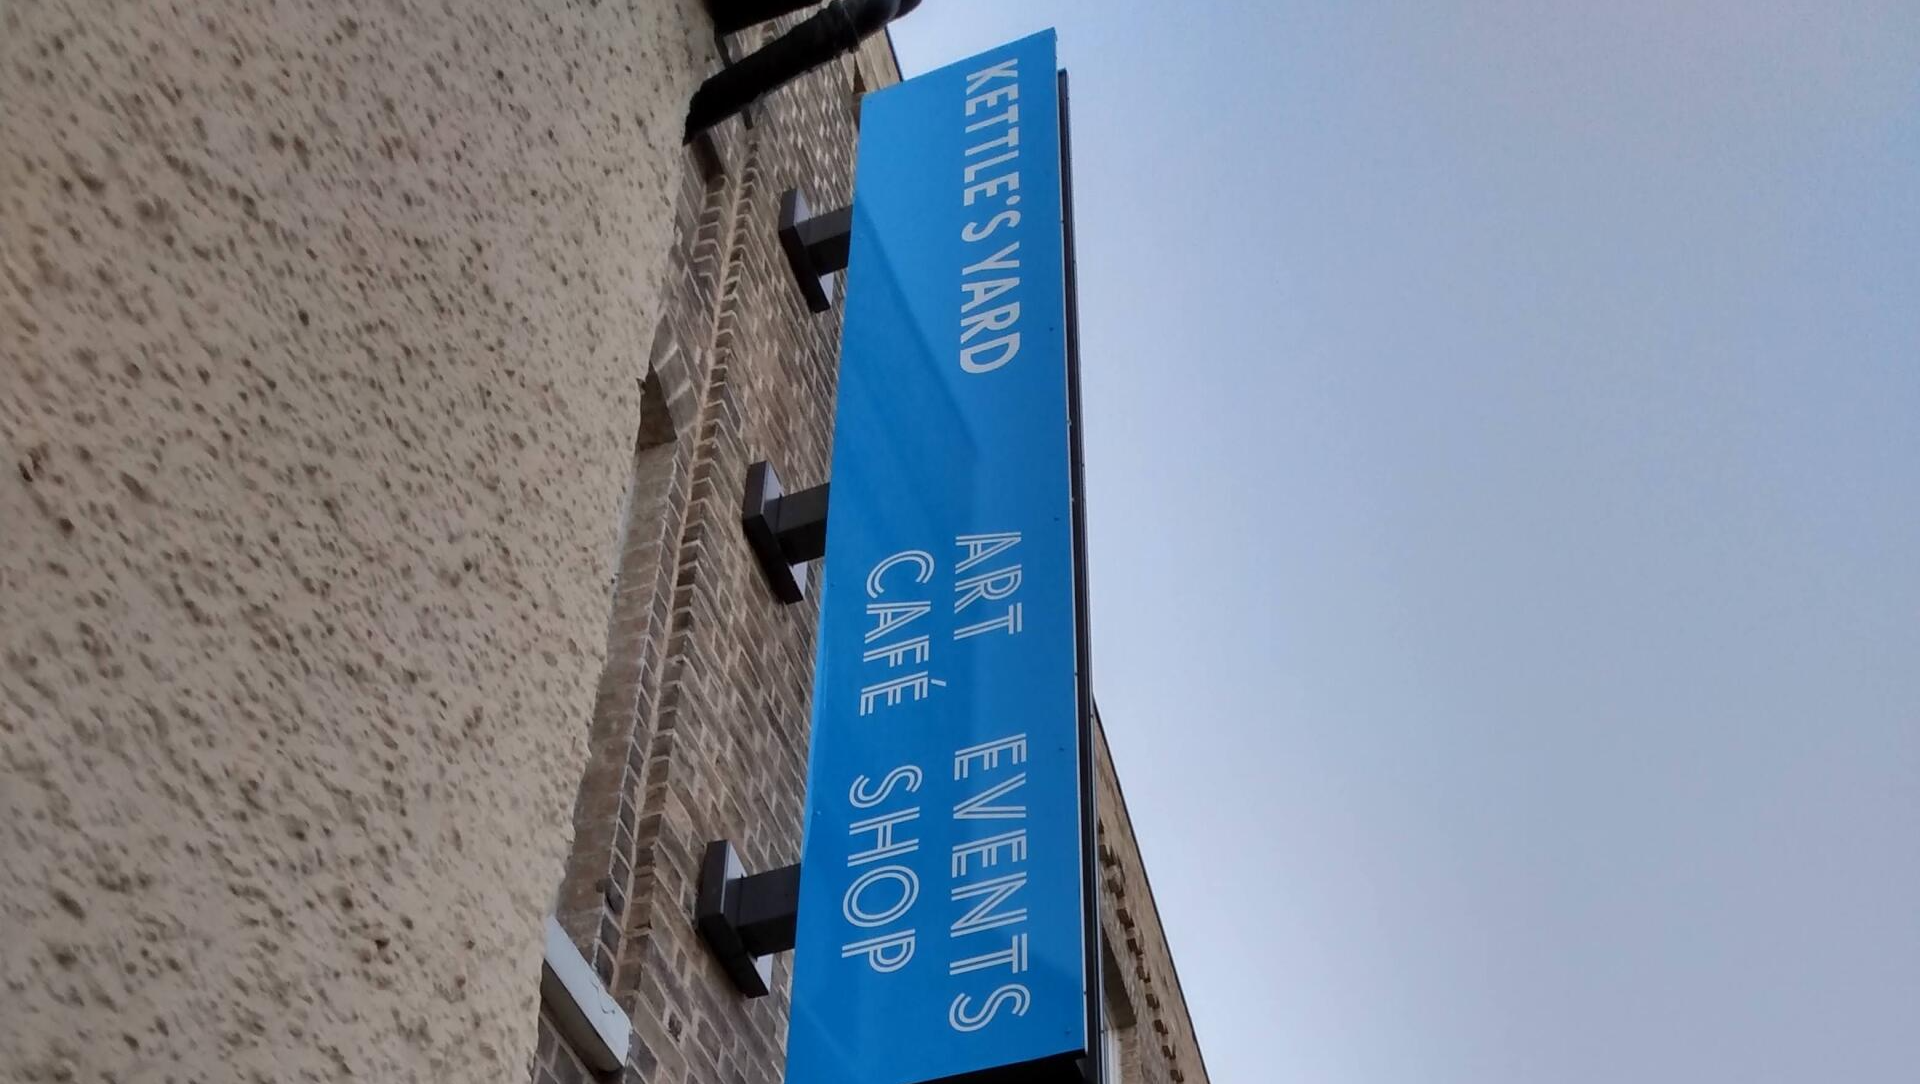 KETTLE'S YARD
ART EVENTS
CAFÉ SHOP